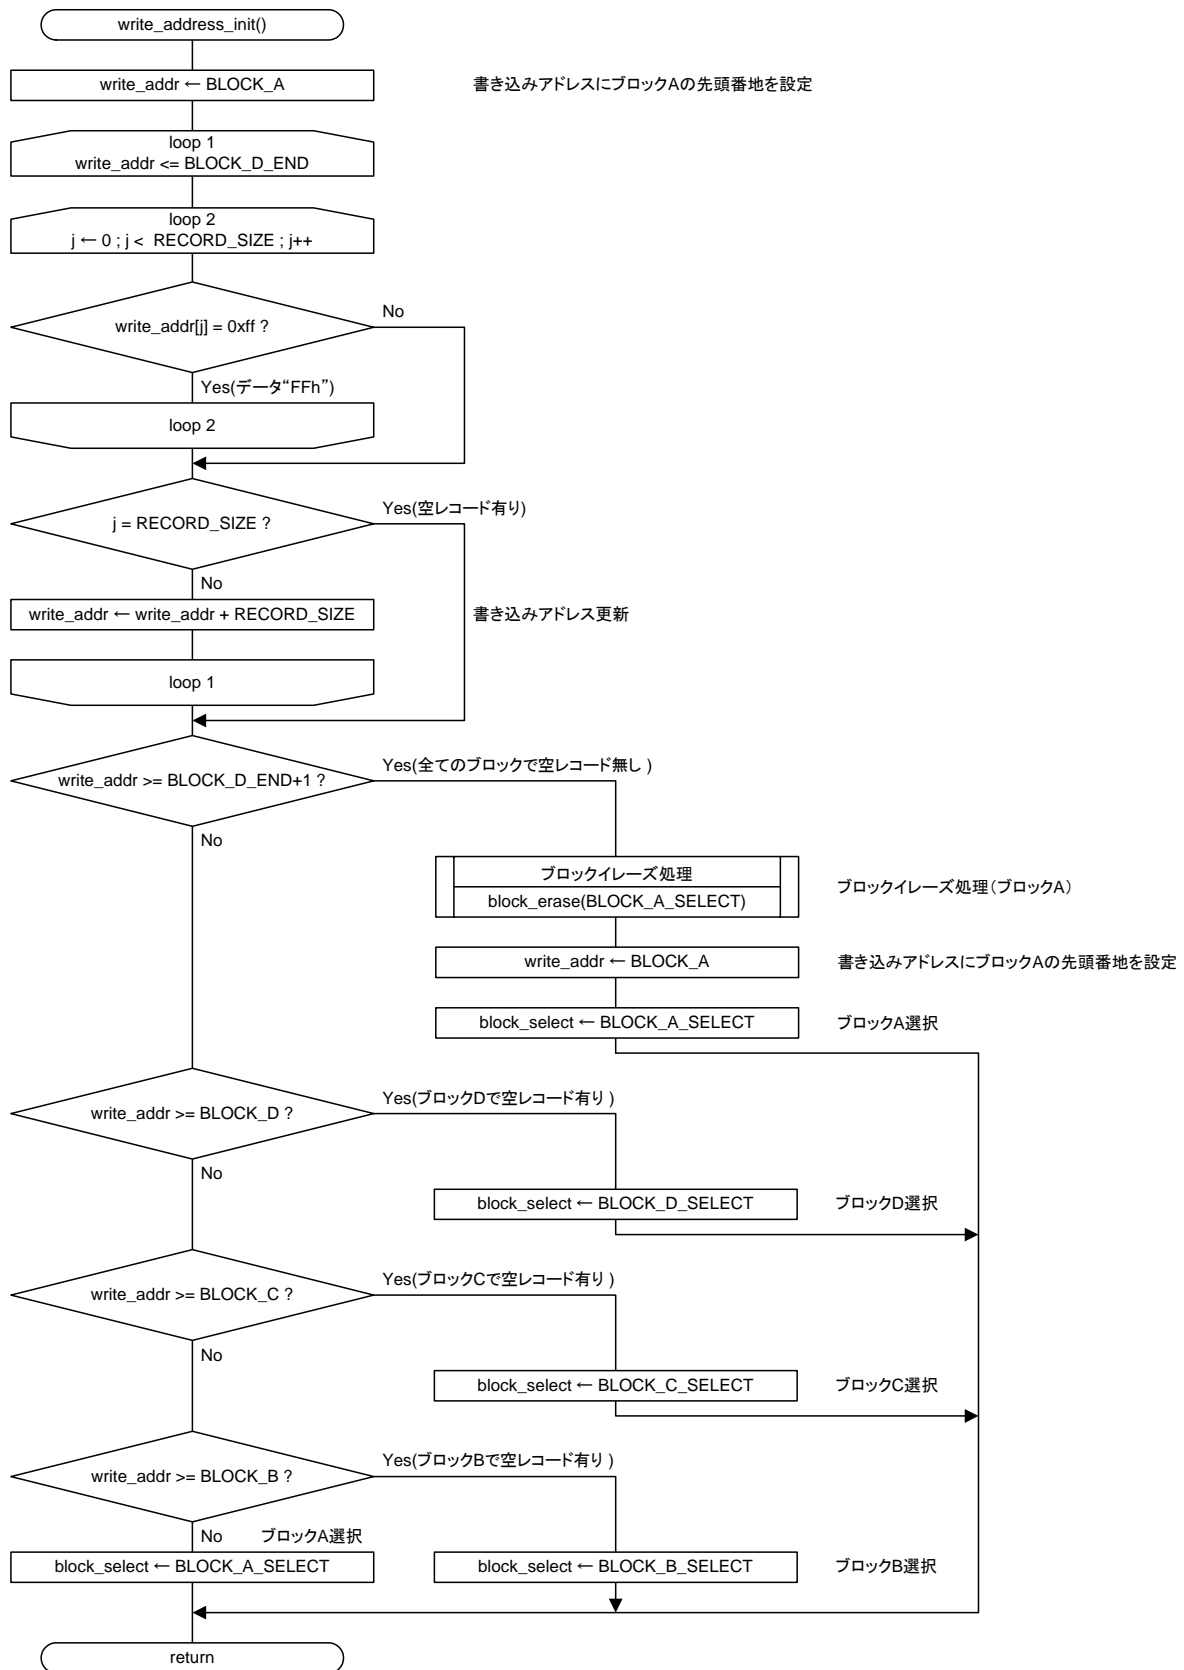 write_address_init()
write_addr ← BLOCK_A
書き込みアドレスにブロックAの先頭番地を設定
loop 1
write_addr <= BLOCK_D_END
loop 2
j ← 0 ; j < RECORD_SIZE ; j++
No
write_addr[j] = 0xff ?
Yes(データ“FFh”)
loop 2
Yes(空レコード有り)
j = RECORD_SIZE ?
No
write_addr ← write_addr + RECORD_SIZE
書き込みアドレス更新
loop 1
Yes(全てのブロックで空レコード無し )
write_addr >= BLOCK_D_END+1 ?
No
ブロックイレーズ処理
block_erase(BLOCK_A_SELECT)
ブロックイレーズ処理(ブロックA)
write_addr ← BLOCK_A
書き込みアドレスにブロックAの先頭番地を設定
block_select ← BLOCK_A_SELECT
ブロックA選択
Yes(ブロックDで空レコード有り )
write_addr >= BLOCK_D ?
No
block_select ← BLOCK_D_SELECT
ブロックD選択
Yes(ブロックCで空レコード有り )
write_addr >= BLOCK_C ?
No
block_select ← BLOCK_C_SELECT
ブロックC選択
Yes(ブロックBで空レコード有り )
write_addr >= BLOCK_B ?
No
ブロックA選択
block_select ← BLOCK_A_SELECT
block_select ← BLOCK_B_SELECT
ブロックB選択
return